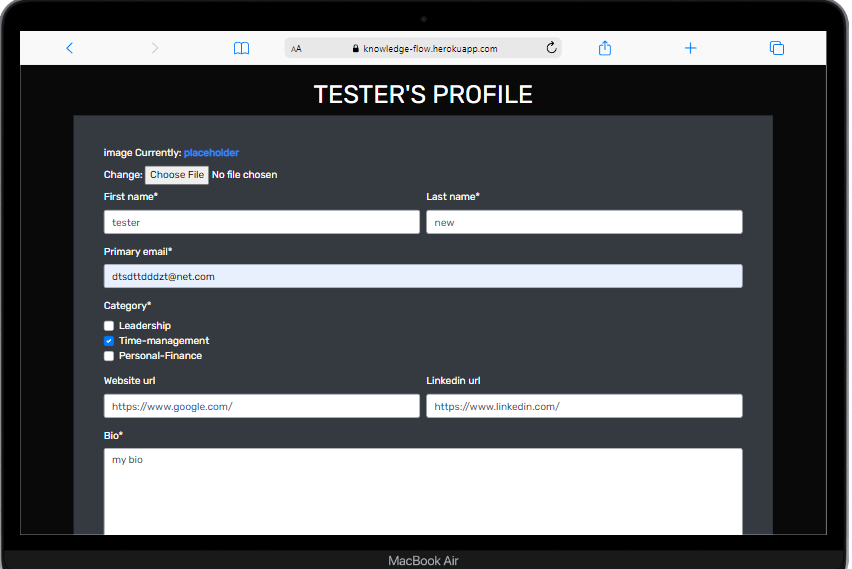 AA knowledge-flow.herokuapp.com
TESTER'S PROFILE
image Currently: placeholder
Change: Choose File No file chosen
First name* Last name*
tester new
Primary email*
dtsdttdddzt@net.com
Category*
Leadership
Time-management
Personal-Finance
Website url Linkedin url
https://www.google.com/ https://www.linkedin.com/
Bio*
my bio
MacBook Air